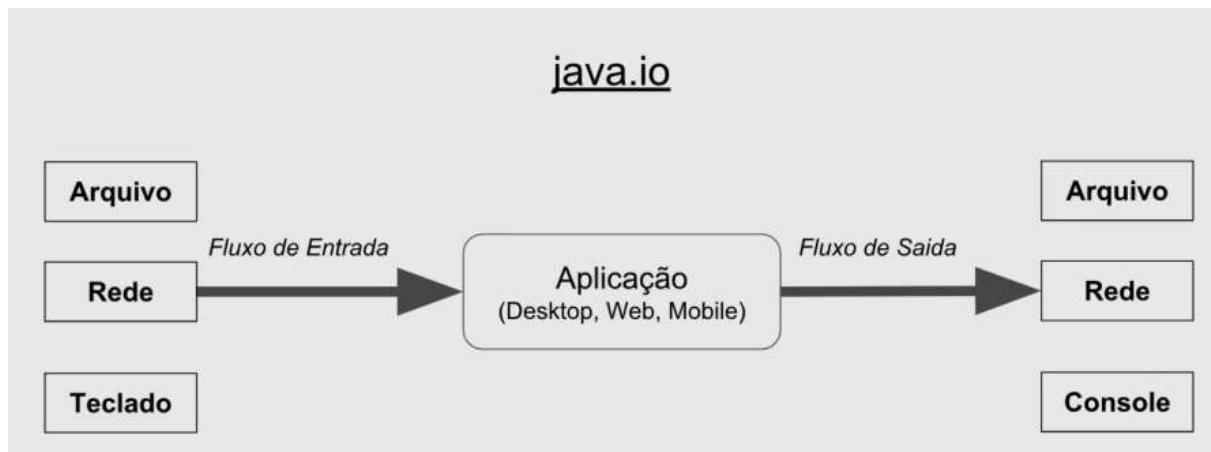 java.io
Arquivo
Rede
Teclado
Fluxo de Entrada
Aplicação
(Desktop, Web, Mobile)
Fluxo de Saida
Arquivo
Rede
Console